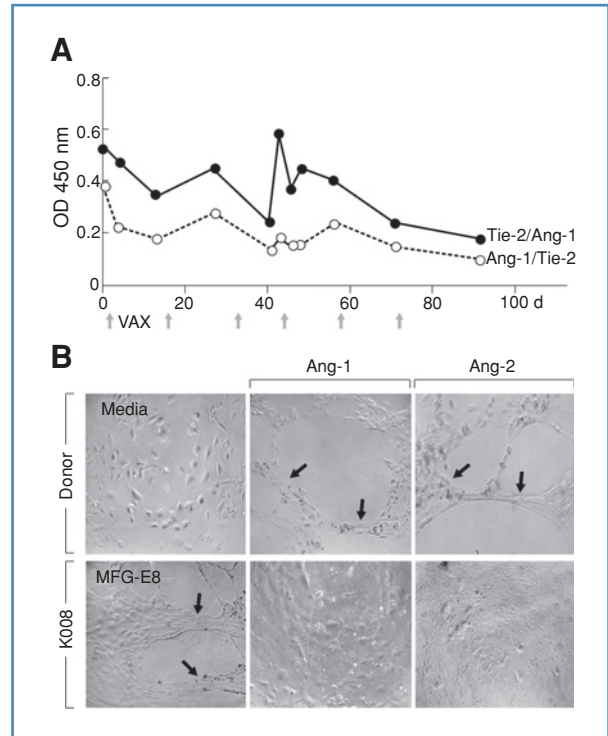 A
0.8
0.6
0.4
0.2
0
OD 450 nm
Tie-2/Ang-1
Ang-1/Tie-2
0 20 40 60 80 100 d
VAX
B
Ang-1 Ang-2
Donor
Media
K008
MFG-E8